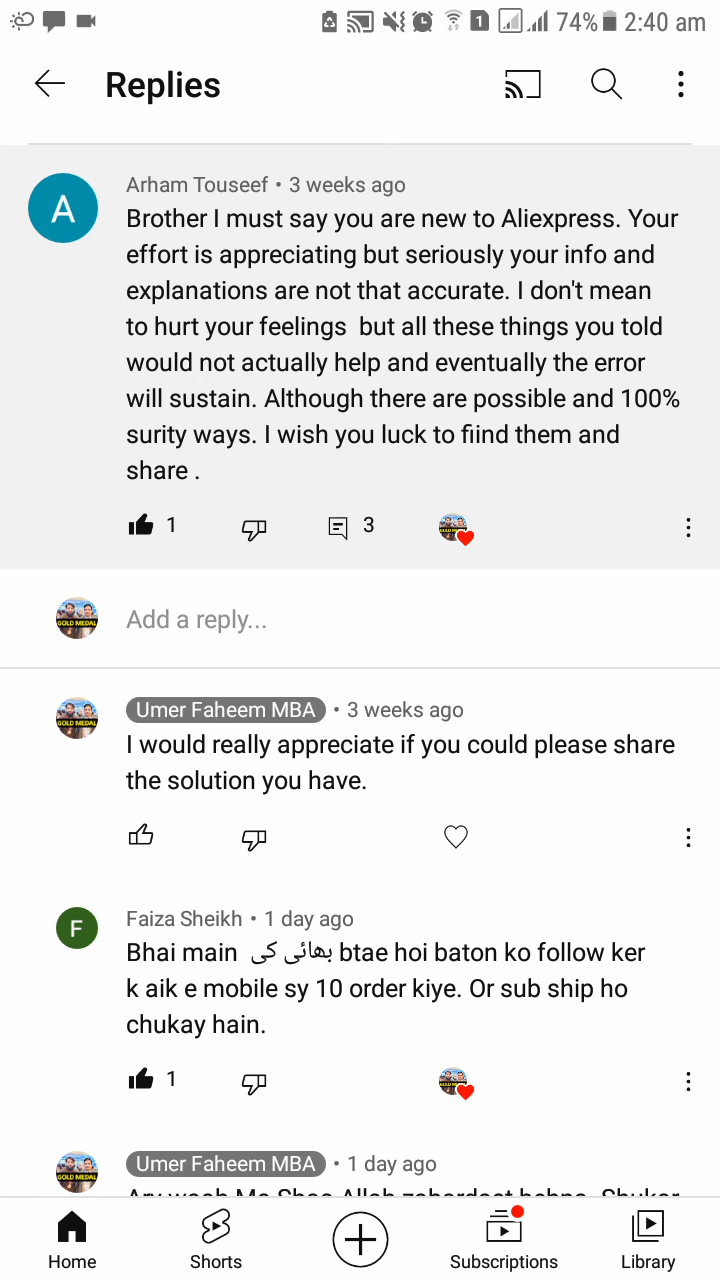 74% 2:40 am
Replies
A
Arham Touseef • 3 weeks ago
Brother I must say you are new to Aliexpress. Your
effort is appreciating but seriously your info and
explanations are not that accurate. I don't mean
to hurt your feelings but all these things you told
would not actually help and eventually the error
will sustain. Although there are possible and 100%
surity ways. I wish you luck to fiind them and
share .
1 3
GOLD MEDAL Add a reply...
GOLD MEDAL
Umer Faheem MBA • 3 weeks ago
I would really appreciate if you could please share
the solution you have.
F
Faiza Sheikh • 1 day ago
Bhai main بھائی کی btae hoi baton ko follow ker
k aik e mobile sy 10 order kiye. Or sub ship ho
chukay hain.
1
GOLD MEDAL
Umer Faheem MBA • 1 day ago
Home Shorts Subscriptions Library